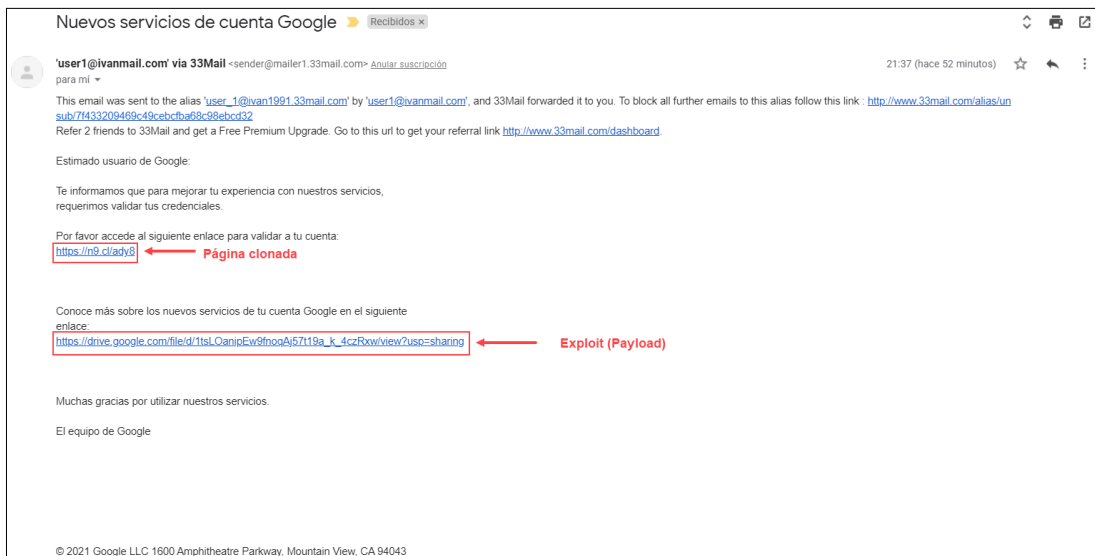 Nuevos servicios de cuenta Google Recibidos x
'user1@ivanmail.com' via 33Mail <sender@mailer1.33mail.com> Anular suscripción 21:37 (hace 52 minutos)
para mí
This email was sent to the alias 'user_1@ivan1991.33mail.com' by 'user1@ivanmail.com', and 33Mail forwarded it to you. To block all further emails to this alias follow this link : http://www.33mail.com/alias/un
sub/7f433209469c49cebcfba68c98ebcd32
Refer 2 friends to 33Mail and get a Free Premium Upgrade. Go to this url to get your referral link http://www.33mail.com/dashboard.
Estimado usuario de Google:
Te informamos que para mejorar tu experiencia con nuestros servicios,
requerimos validar tus credenciales.
Por favor accede al siguiente enlace para validar a tu cuenta:
https://n9.cl/ady8 Página clonada
Conoce más sobre los nuevos servicios de tu cuenta Google en el siguiente
enlace:
https://drive.google.com/file/d/1tsLOanipEw9fnoqAj57t19a_k_4czRxw/view?usp=sharing Exploit (Payload)
Muchas gracias por utilizar nuestros servicios.
El equipo de Google
© 2021 Google LLC 1600 Amphitheatre Parkway, Mountain View, CA 94043